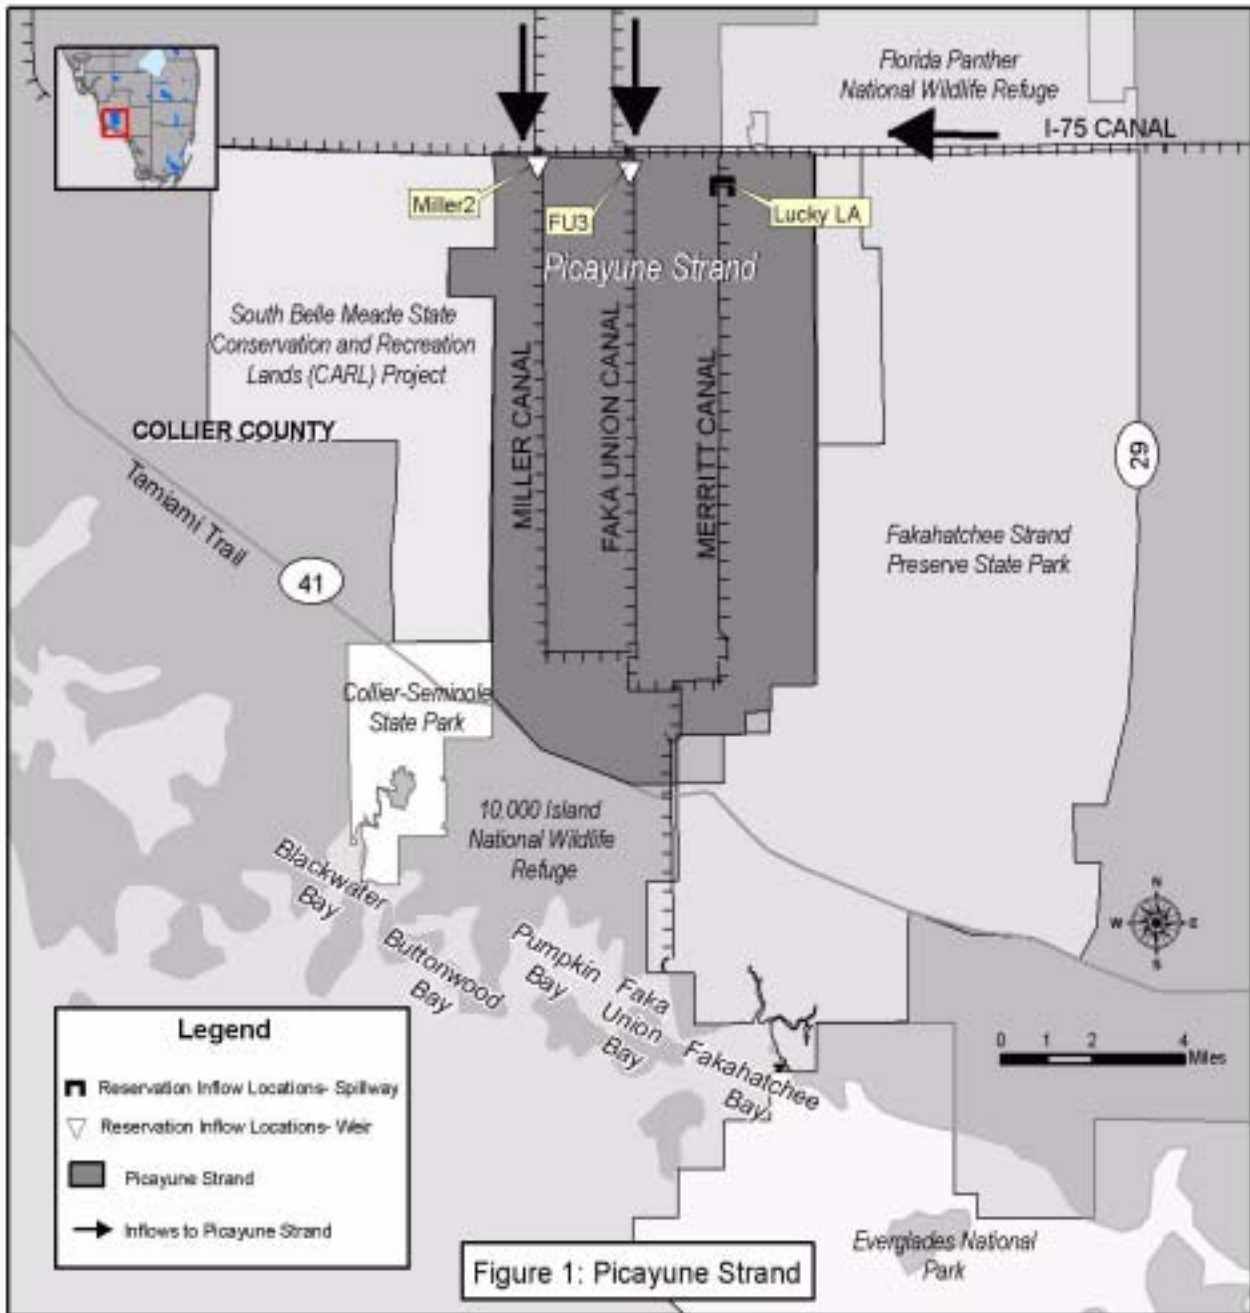 Florida Panther
National Wildlife Refuge
I-75 CANAL
Miller2
FU3
Lucky LA
Picayune Strand
South Belle Meade State
Conservation and Recreation
Lands (CARL) Project
MILLER CANAL
FAKA UNION CANAL
MERRITT CANAL
COLLIER COUNTY
29
Tamiami Trail
Fakahatchee Strand
Preserve State Park
41
Collier-Seminole
State Park
10,000 Island
National Wildlife
Refuge
Blackwater
Bay
Buttonwood
Bay
Pumpkin
Bay
Faka
Union
Bay
Fakahatchee
Bay
N
W
E
S
0 1 2 4
Miles
Legend
Reservation Inflow Locations- Spillway
Reservation Inflow Locations- Weir
Picayune Strand
Inflows to Picayune Strand
Everglades National
Park
Figure 1: Picayune Strand